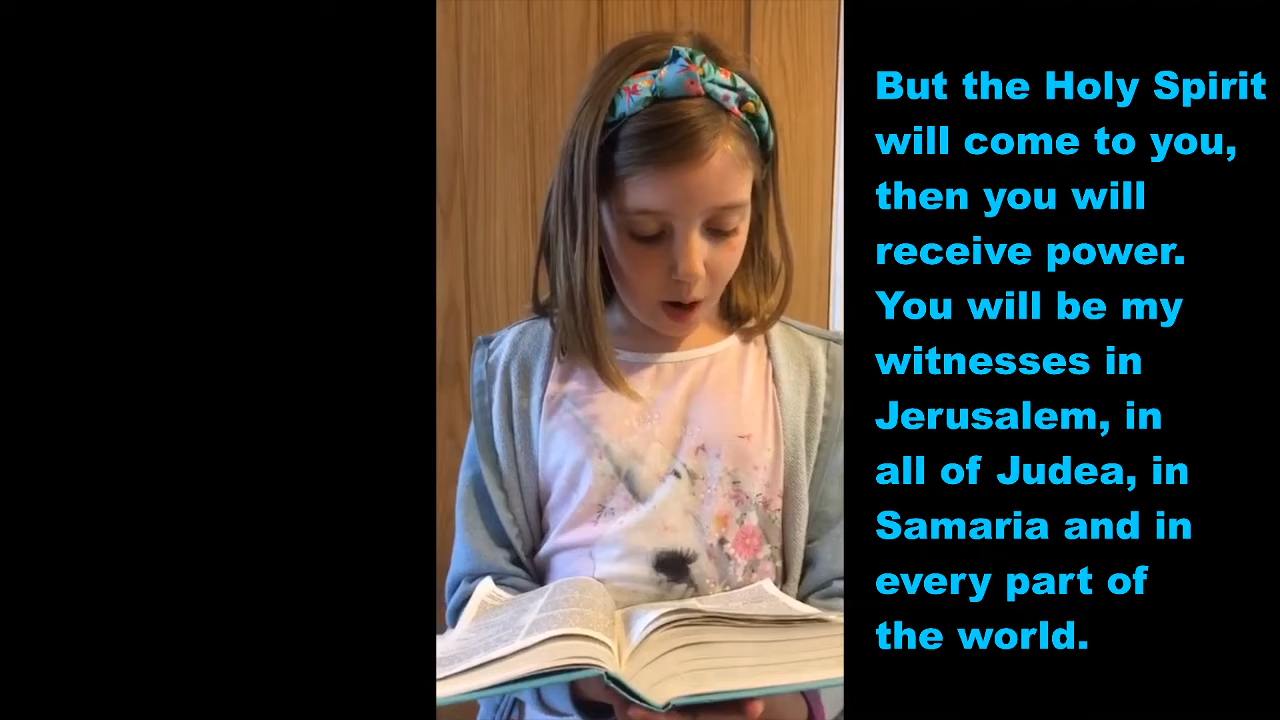 But the Holy Spirit
will come to you,
then you will
receive power.
You will be my
witnesses in
Jerusalem, in
all of Judea, in
Samaria and in
every part of
the world.